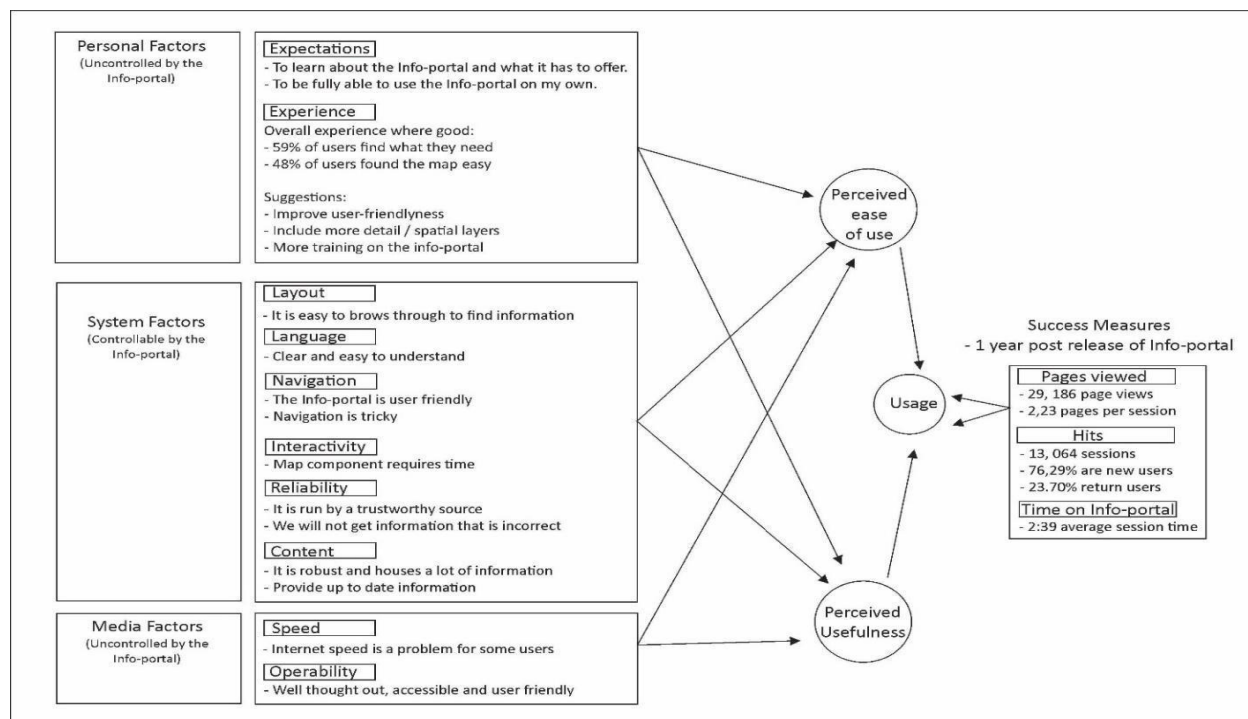 Personal Factors
(Uncontrolled by the
Info-portal)
Expectations
- To learn about the Info-portal and what it has to offer.
- To be fully able to use the Info-portal on my own.
Experience
Overall experience where good:
- 59% of users find what they need
- 48% of users found the map easy
Suggestions:
- Improve user-friendlyness
- Include more detail / spatial layers
- More training on the info-portal
System Factors
(Controllable by the
Info-portal)
Layout
- It is easy to brows through to find information
Language
- Clear and easy to understand
Navigation
- The Info-portal is user friendly
- Navigation is tricky
Interactivity
- Map component requires time
Reliability
- It is run by a trustworthy source
- We will not get information that is incorrect
Content
- It is robust and houses a lot of information
- Provide up to date information
Media Factors
(Uncontrolled by the
Info-portal)
Speed
- Internet speed is a problem for some users
Operability
- Well thought out, accessible and user friendly
Perceived
ease
of use
Usage
Perceived
Usefulness
Success Measures
- 1 year post release of Info-portal
Pages viewed
- 29, 186 page views
- 2,23 pages per session
Hits
- 13, 064 sessions
- 76,29% are new users
- 23.70% return users
Time on Info-portal
- 2:39 average session time